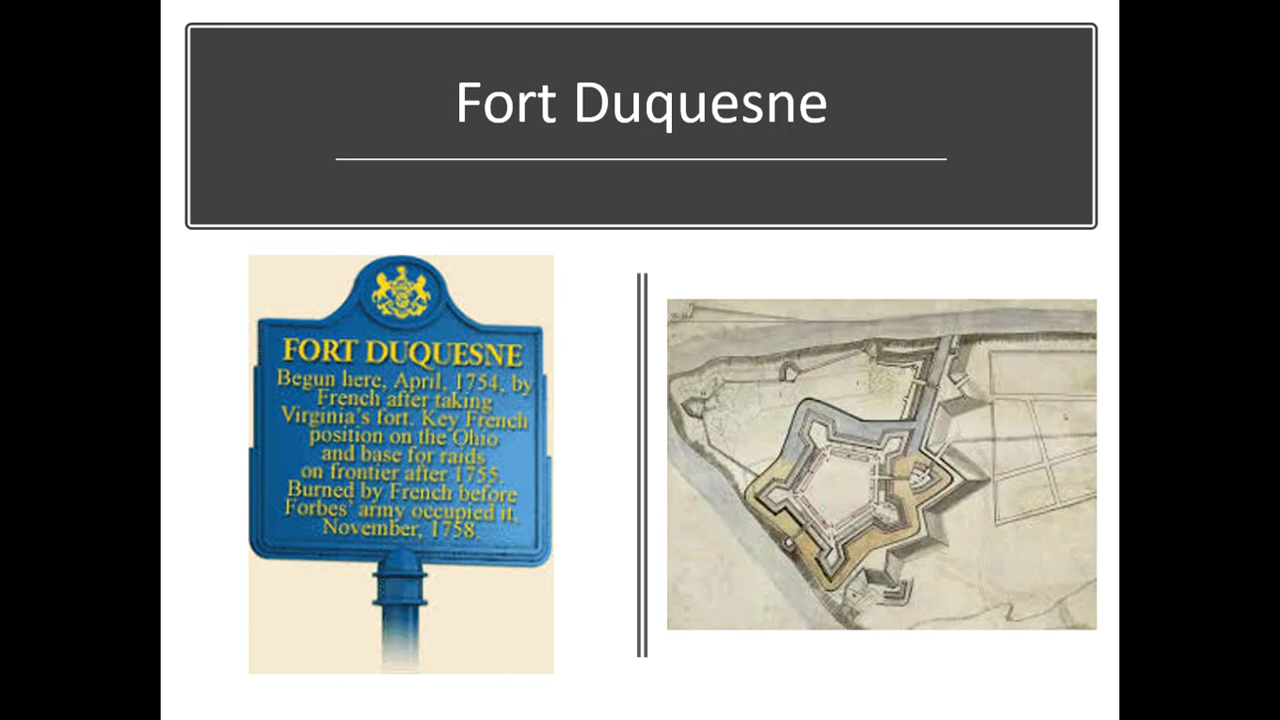 Fort Duquesne
FORT DUQUESNE
Begun here, April, 1754, by
French after taking
Virginia's fort. Key French
position on the Ohio
and base for raids
on frontier after 1755.
Burned by French before
Forbes' army occupied it,
November, 1758.